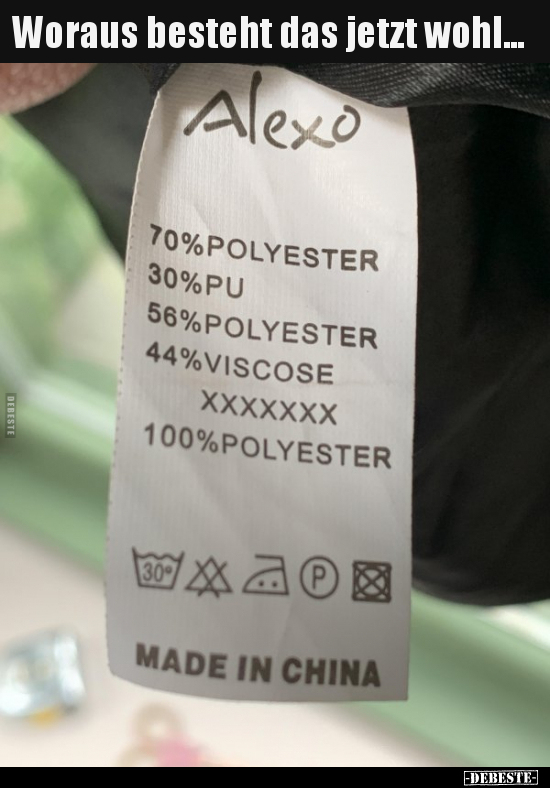 Woraus besteht das jetzt wohl...
Alexo
70%POLYESTER
30%PU
56%POLYESTER
44%VISCOSE
XXXXXXX
100%POLYESTER
30°
P
MADE IN CHINA
DEBESTE
-DEBESTE-